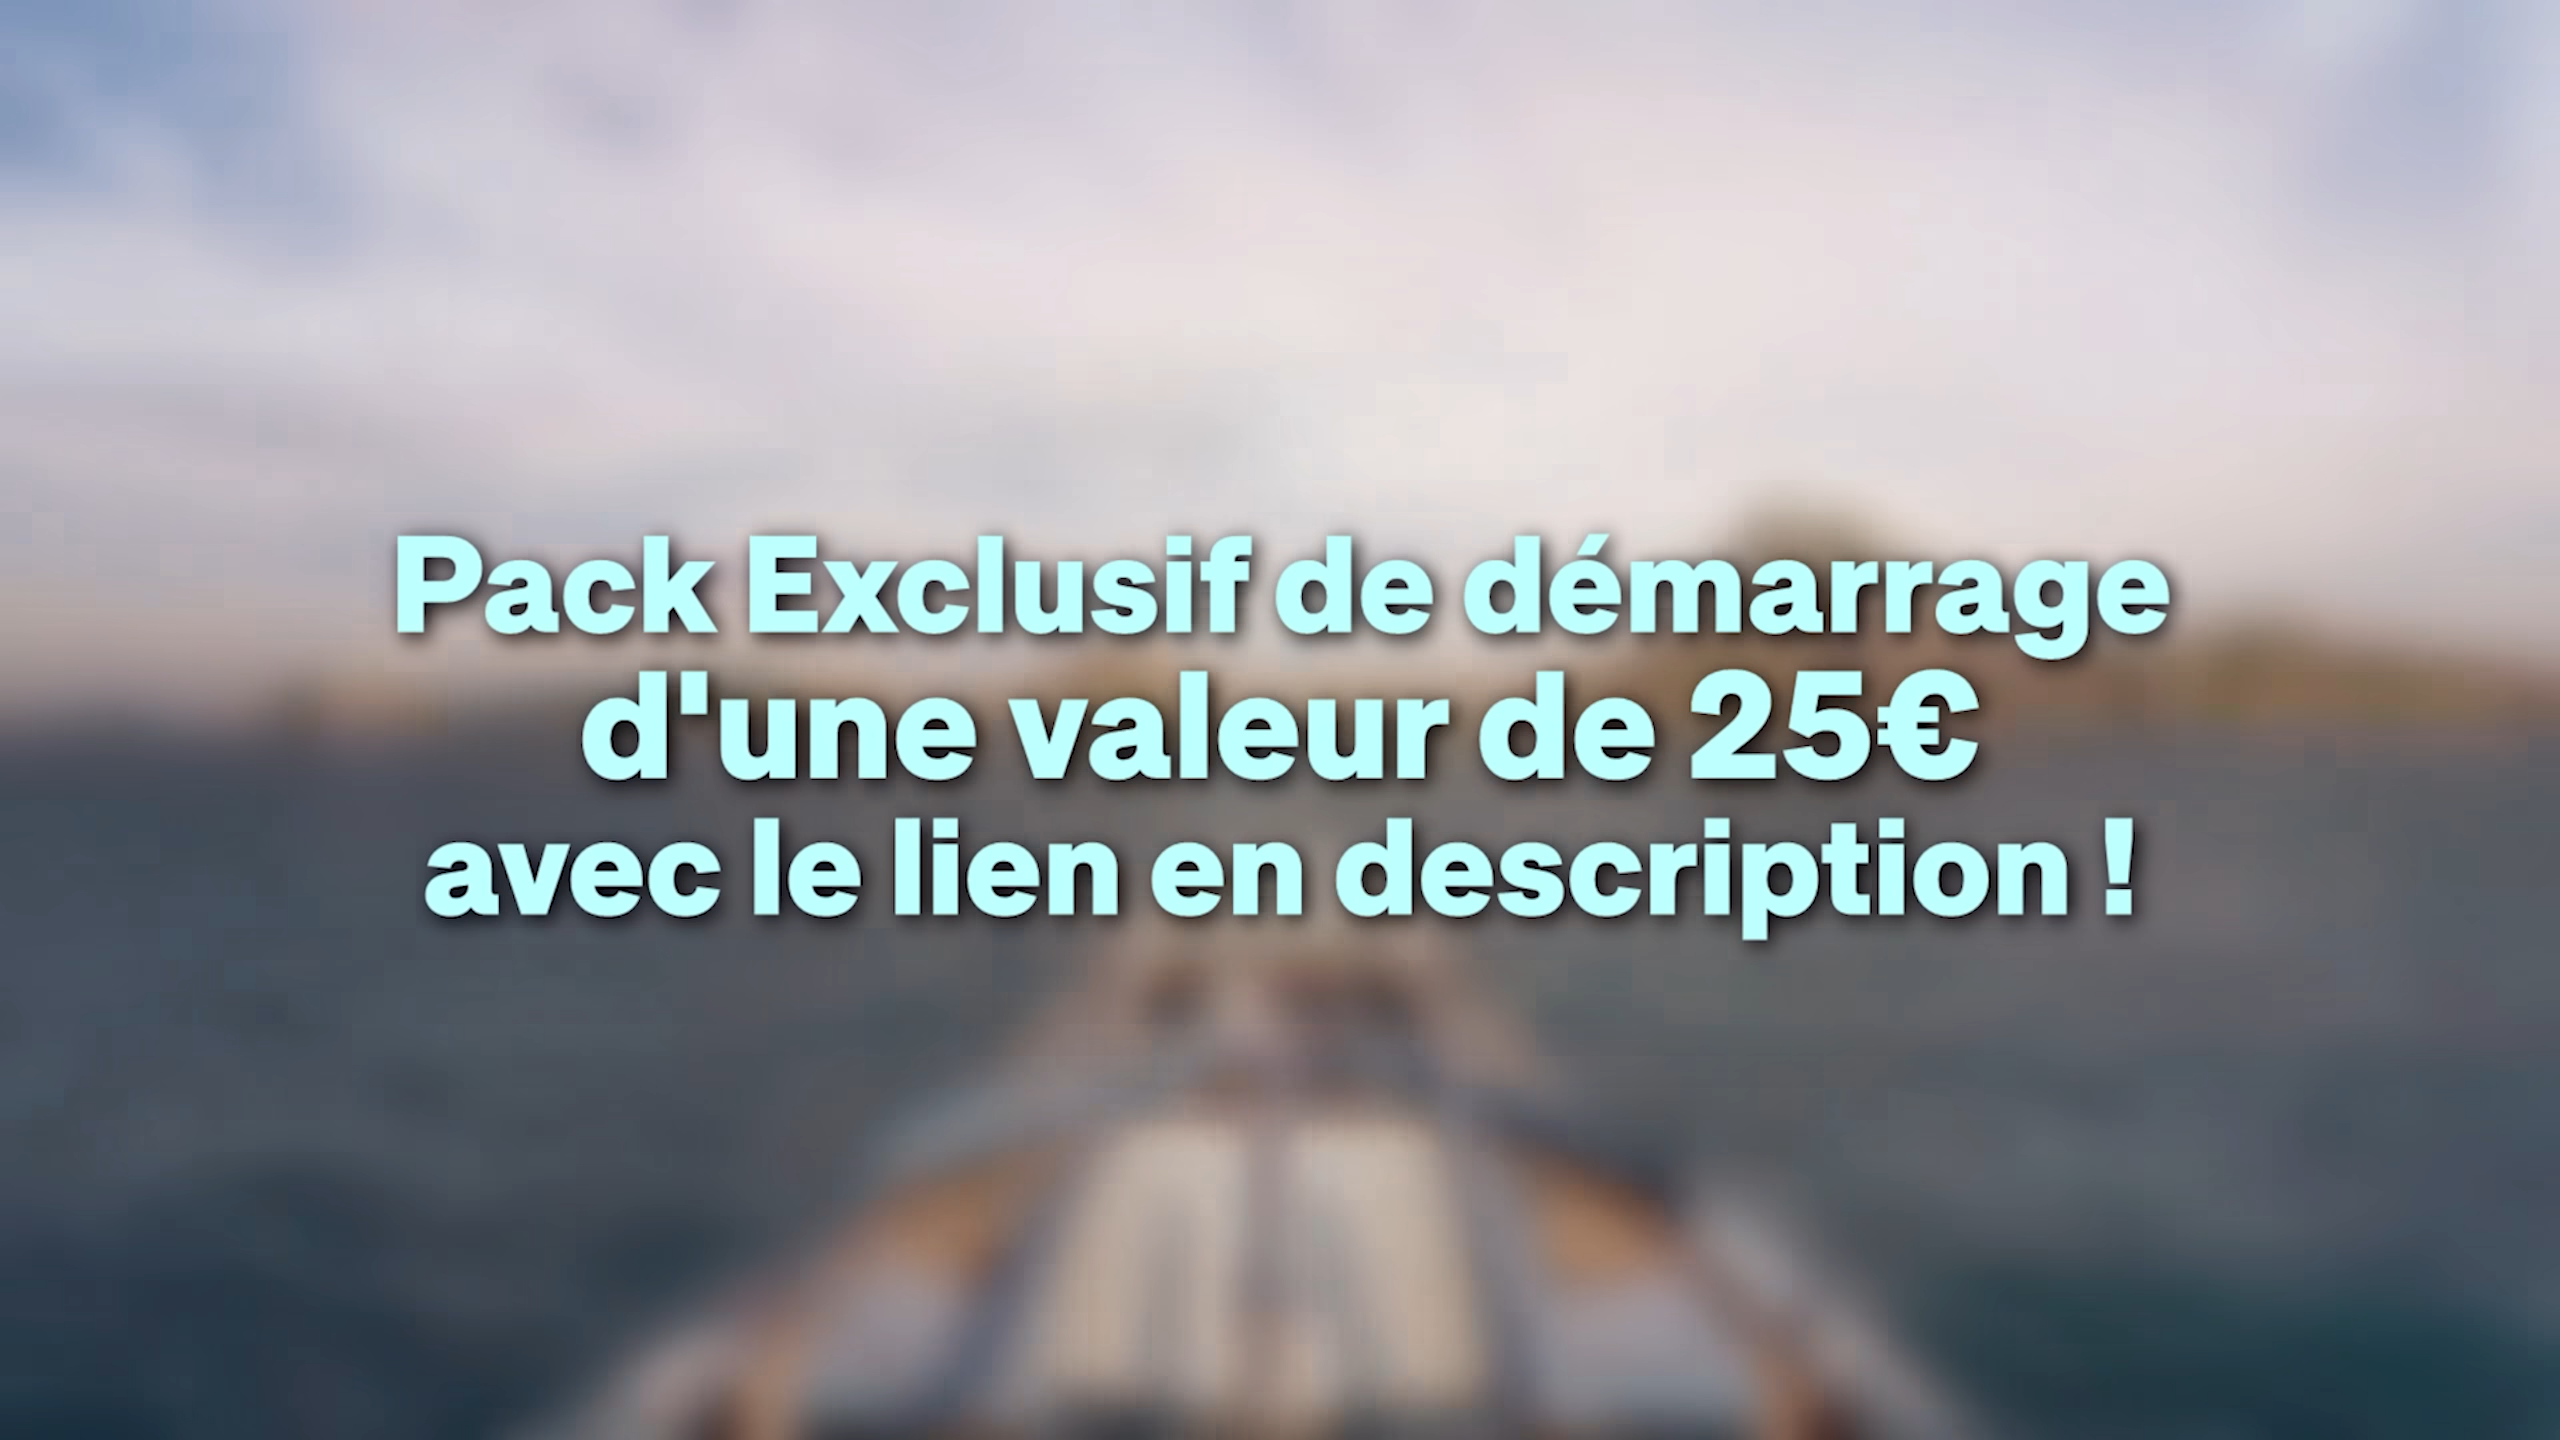 Pack Exclusif de démarrage
d'une valeur de 25€
avec le lien en description !